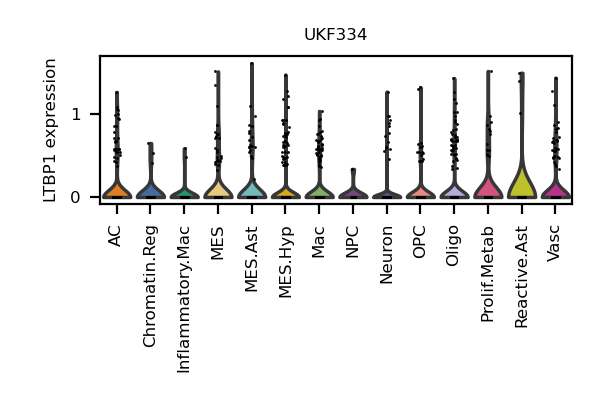 UKF334
LTBP1 expression
1
0
AC
Chromatin.Reg
Inflammatory.Mac
MES
MES.Ast
MES.Hyp
Mac
NPC
Neuron
OPC
Oligo
Prolif.Metab
Reactive.Ast
Vasc